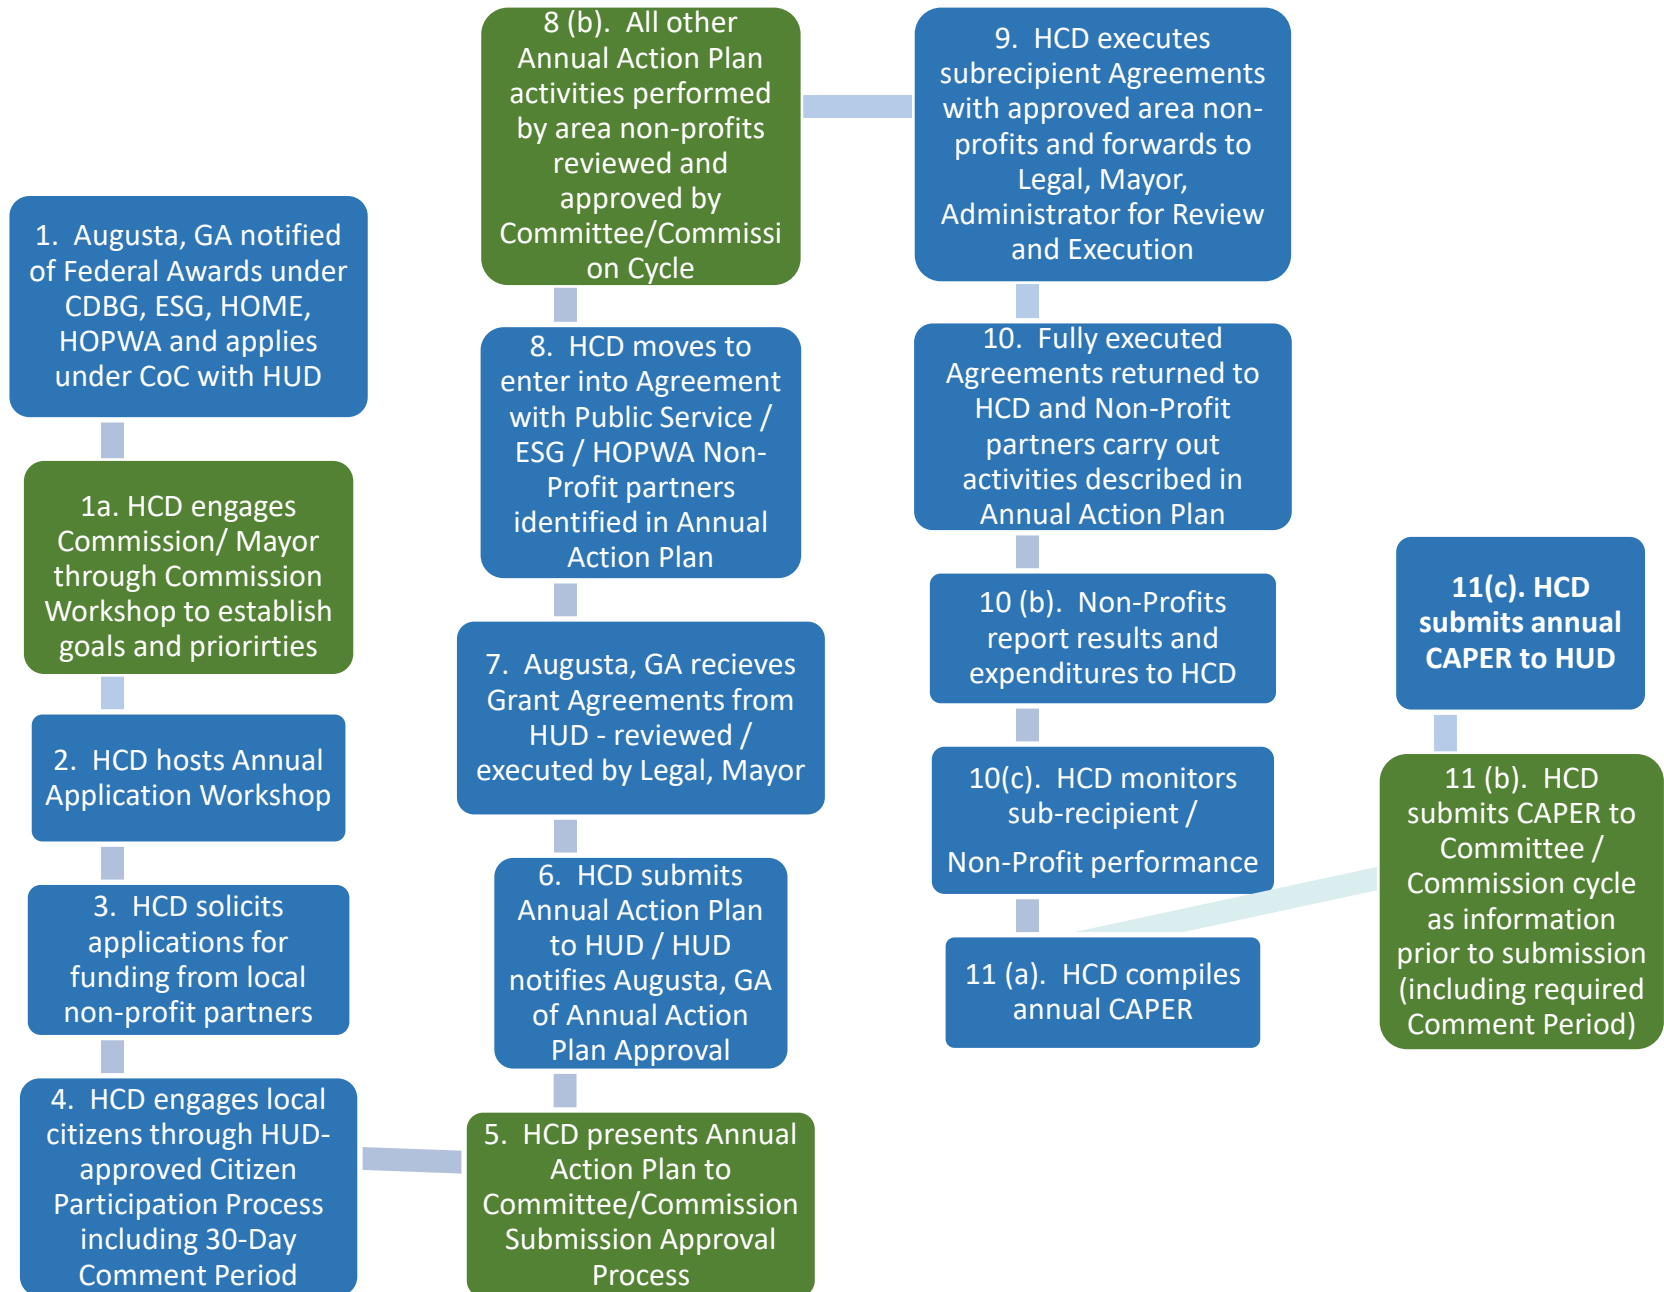 1. Augusta, GA notified
of Federal Awards under
CDBG, ESG, HOME,
HOPWA and applies
under CoC with HUD
1a. HCD engages
Commission/ Mayor
through Commission
Workshop to establish
goals and priorirties
2. HCD hosts Annual
Application Workshop
3. HCD solicits
applications for
funding from local
non-profit partners
4. HCD engages local
citizens through HUD-
approved Citizen
Participation Process
including 30-Day
Comment Period
5. HCD presents Annual
Action Plan to
Committee/Commission
Submission Approval
Process
6. HCD submits
Annual Action Plan
to HUD / HUD
notifies Augusta, GA
of Annual Action
Plan Approval
7. Augusta, GA recieves
Grant Agreements from
HUD - reviewed /
executed by Legal, Mayor
8. HCD moves to
enter into Agreement
with Public Service /
ESG / HOPWA Non-
Profit partners
identified in Annual
Action Plan
8 (b). All other
Annual Action Plan
activities performed
by area non-profits
reviewed and
approved by
Committee/Commissi
on Cycle
9. HCD executes
subrecipient Agreements
with approved area non-
profits and forwards to
Legal, Mayor,
Administrator for Review
and Execution
10. Fully executed
Agreements returned to
HCD and Non-Profit
partners carry out
activities described in
Annual Action Plan
10 (b). Non-Profits
report results and
expenditures to HCD
10(c). HCD monitors
sub-recipient /
Non-Profit performance
11 (a). HCD compiles
annual CAPER
11 (b). HCD
submits CAPER to
Committee /
Commission cycle
as information
prior to submission
(including required
Comment Period)
11(c). HCD
submits annual
CAPER to HUD